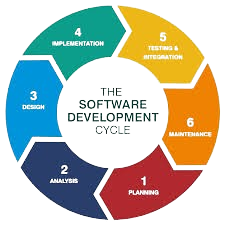 THE
SOFTWARE
DEVELOPMENT
CYCLE
1
PLANNING
2
ANALYSIS
3
DESIGN
4
IMPLEMENTATION
5
TESTING &
INTEGRATION
6
MAINTENANCE